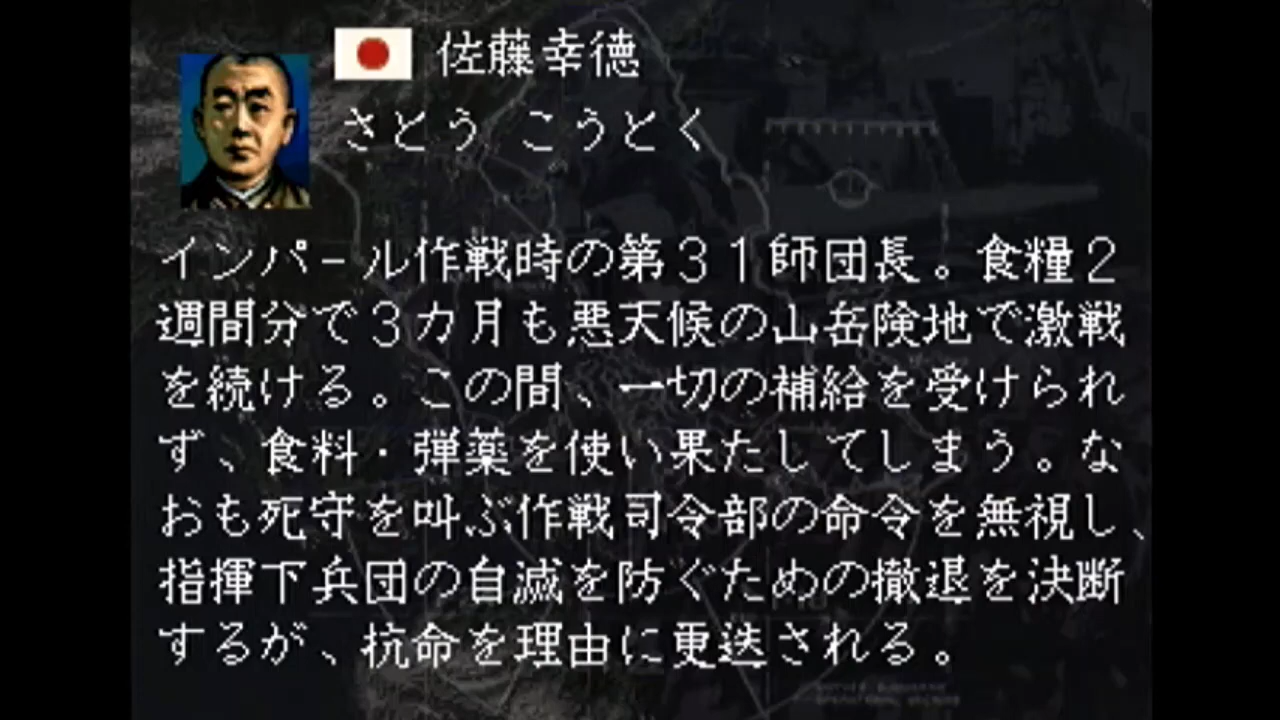 佐藤幸徳
さとう こうとく
インパール作戦時の第３１師団長。食糧２
週間分で３カ月も悪天候の山岳険地で激戦
を続ける。この間、一切の補給を受けられ
ず、食料・弾薬を使い果たしてしまう。な
おも死守を叫ぶ作戦司令部の命令を無視し、
指揮下兵団の自滅を防ぐための撤退を決断
するが、抗命を理由に更迭される。